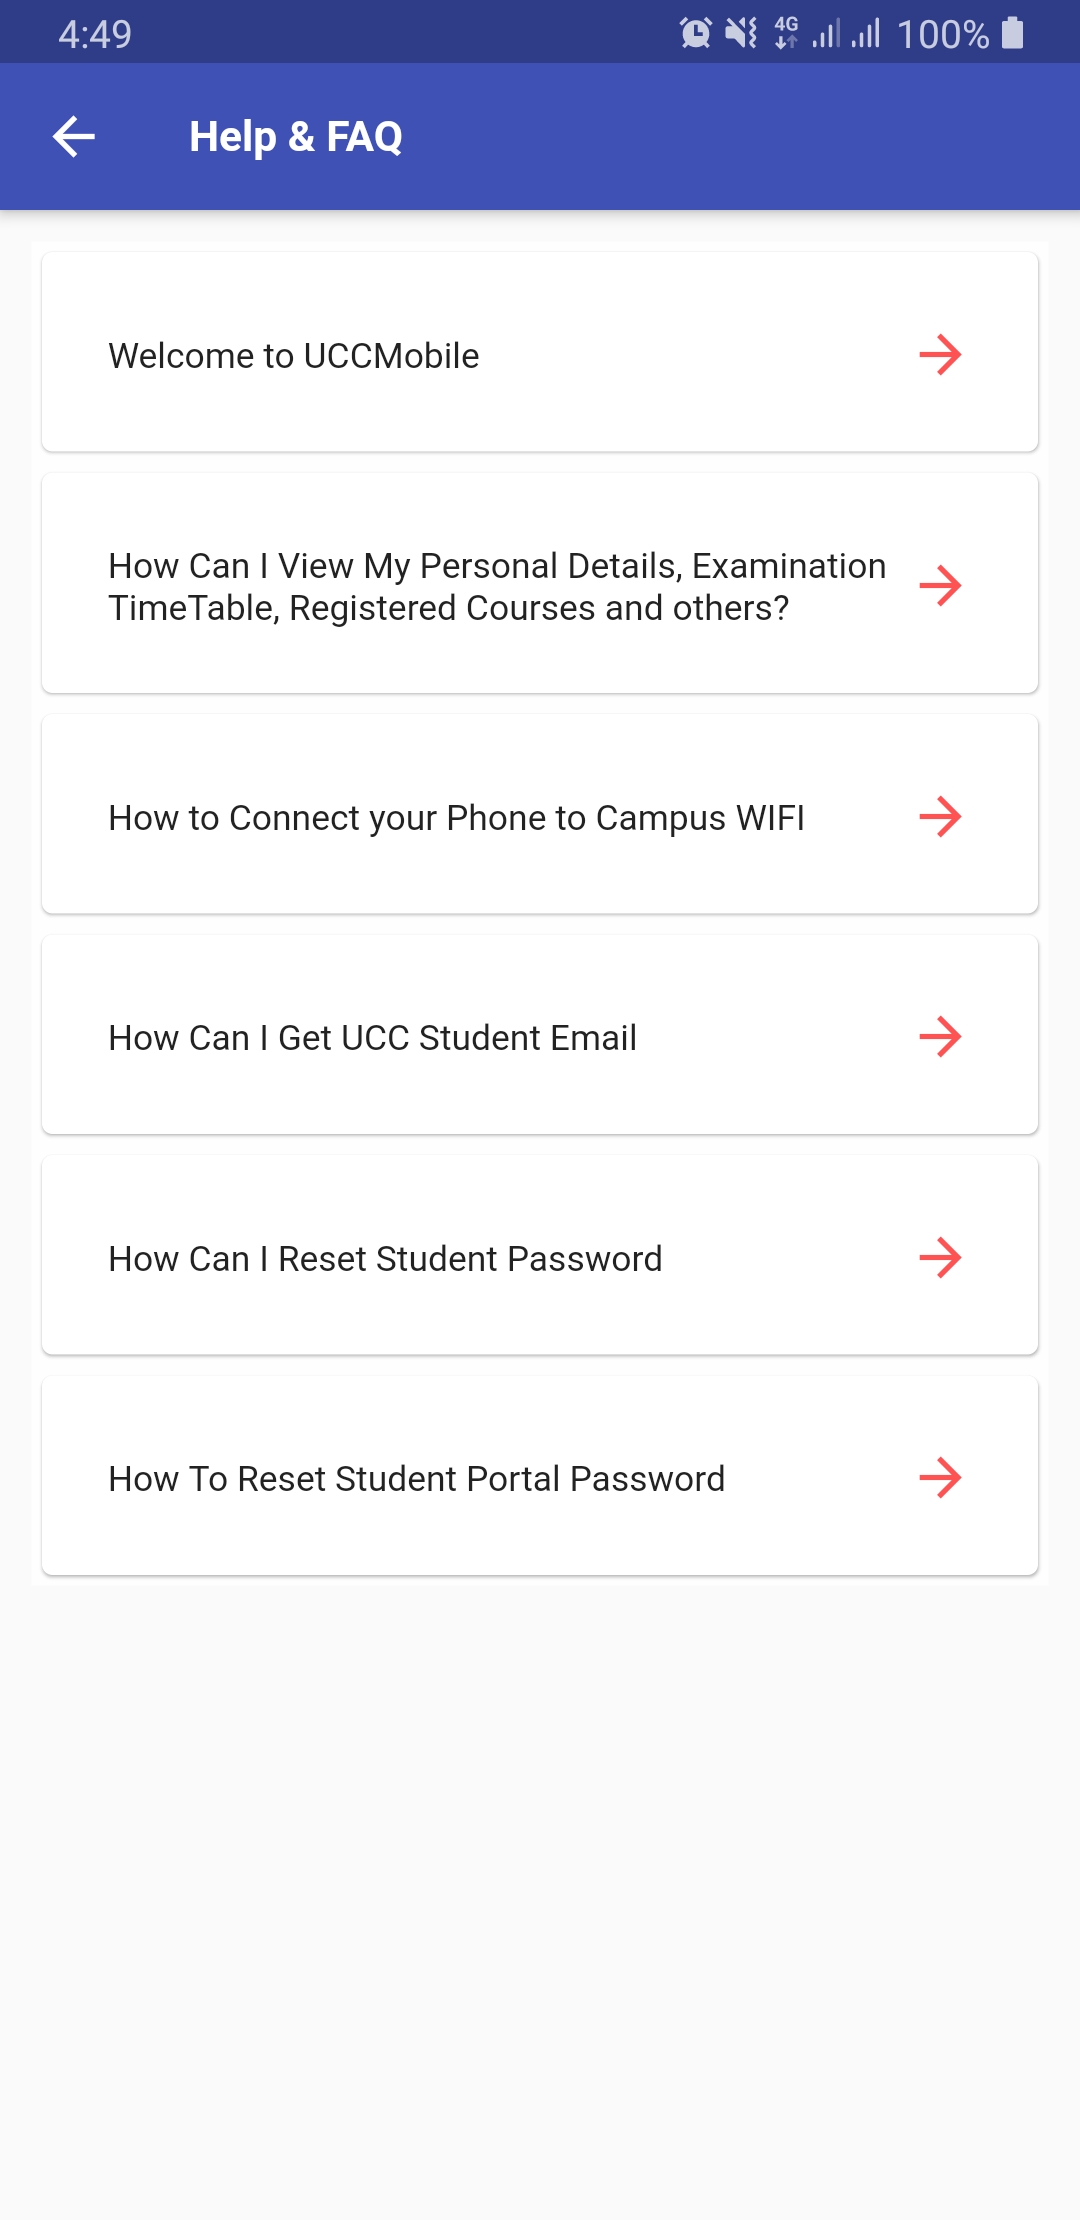 4:49
4G
100%
Help & FAQ
Welcome to UCCMobile
How Can I View My Personal Details, Examination
TimeTable, Registered Courses and others?
How to Connect your Phone to Campus WIFI
How Can I Get UCC Student Email
How Can I Reset Student Password
How To Reset Student Portal Password